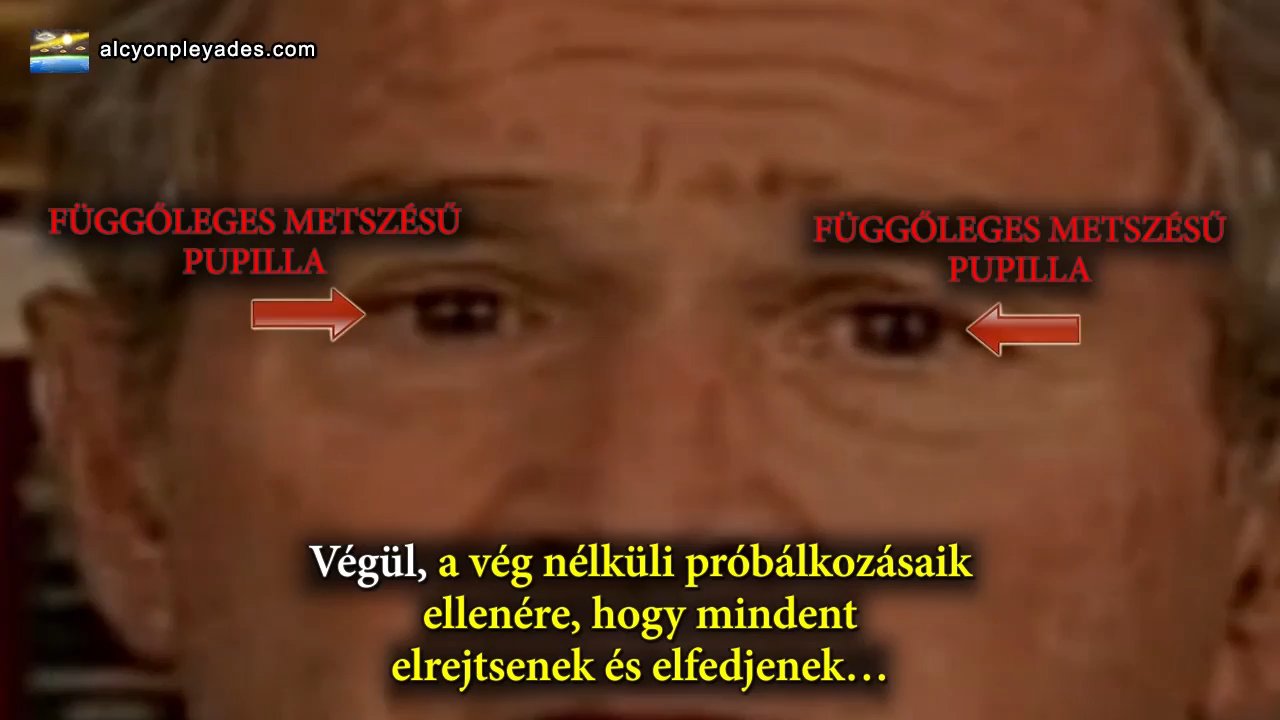 alcyonpleyades.com
FÜGGŐLEGES METSZÉSŰ
PUPILLA
FÜGGŐLEGES METSZÉSŰ
PUPILLA
Végül, a vég nélküli próbálkozásaik
ellenére, hogy mindent
elrejtsenek és elfedjenek…